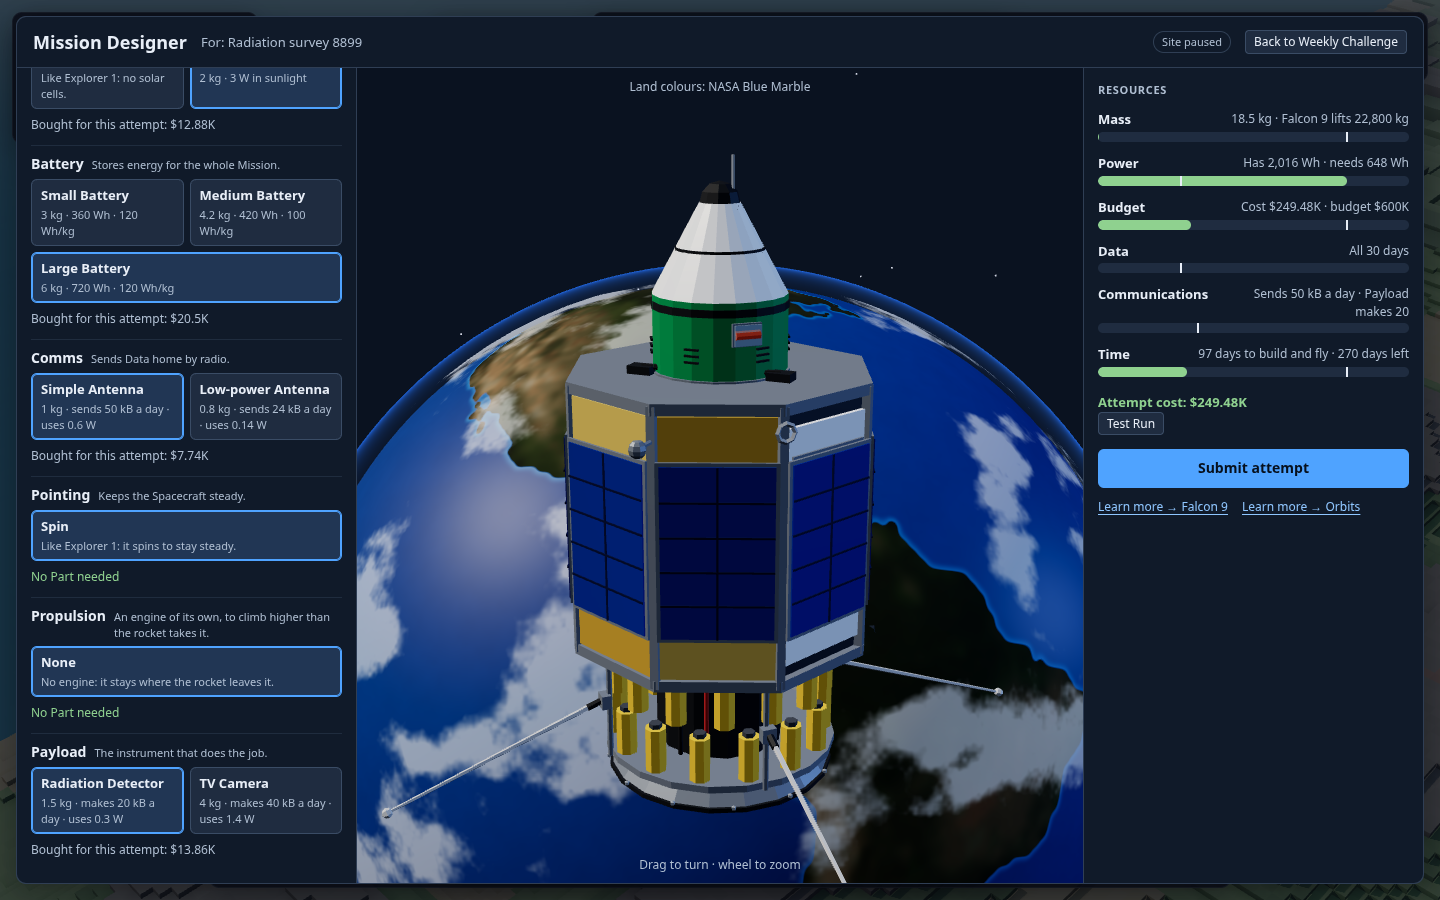 Mission Designer
For: Radiation survey 8899
Site paused
Back to Weekly Challenge
Like Explorer 1: no solar
cells.
2 kg · 3 W in sunlight
Bought for this attempt: $12.88K
Battery Stores energy for the whole Mission.
Small Battery
3 kg · 360 Wh · 120
Wh/kg
Medium Battery
4.2 kg · 420 Wh · 100
Wh/kg
Large Battery
6 kg · 720 Wh · 120 Wh/kg
Bought for this attempt: $20.5K
Comms Sends Data home by radio.
Simple Antenna
1 kg · sends 50 kB a day ·
uses 0.6 W
Low-power Antenna
0.8 kg · sends 24 kB a day
· uses 0.14 W
Bought for this attempt: $7.74K
Pointing Keeps the Spacecraft steady.
Spin
Like Explorer 1: it spins to stay steady.
No Part needed
Propulsion An engine of its own, to climb higher than
the rocket takes it.
None
No engine: it stays where the rocket leaves it.
No Part needed
Payload The instrument that does the job.
Radiation Detector
1.5 kg · makes 20 kB a
day · uses 0.3 W
TV Camera
4 kg · makes 40 kB a day ·
uses 1.4 W
Bought for this attempt: $13.86K
Land colours: NASA Blue Marble
Drag to turn · wheel to zoom
RESOURCES
Mass 18.5 kg · Falcon 9 lifts 22,800 kg
Power Has 2,016 Wh · needs 648 Wh
Budget Cost $249.48K · budget $600K
Data All 30 days
Communications Sends 50 kB a day · Payload
makes 20
Time 97 days to build and fly · 270 days left
Attempt cost: $249.48K
Test Run
Submit attempt
Learn more → Falcon 9 Learn more → Orbits